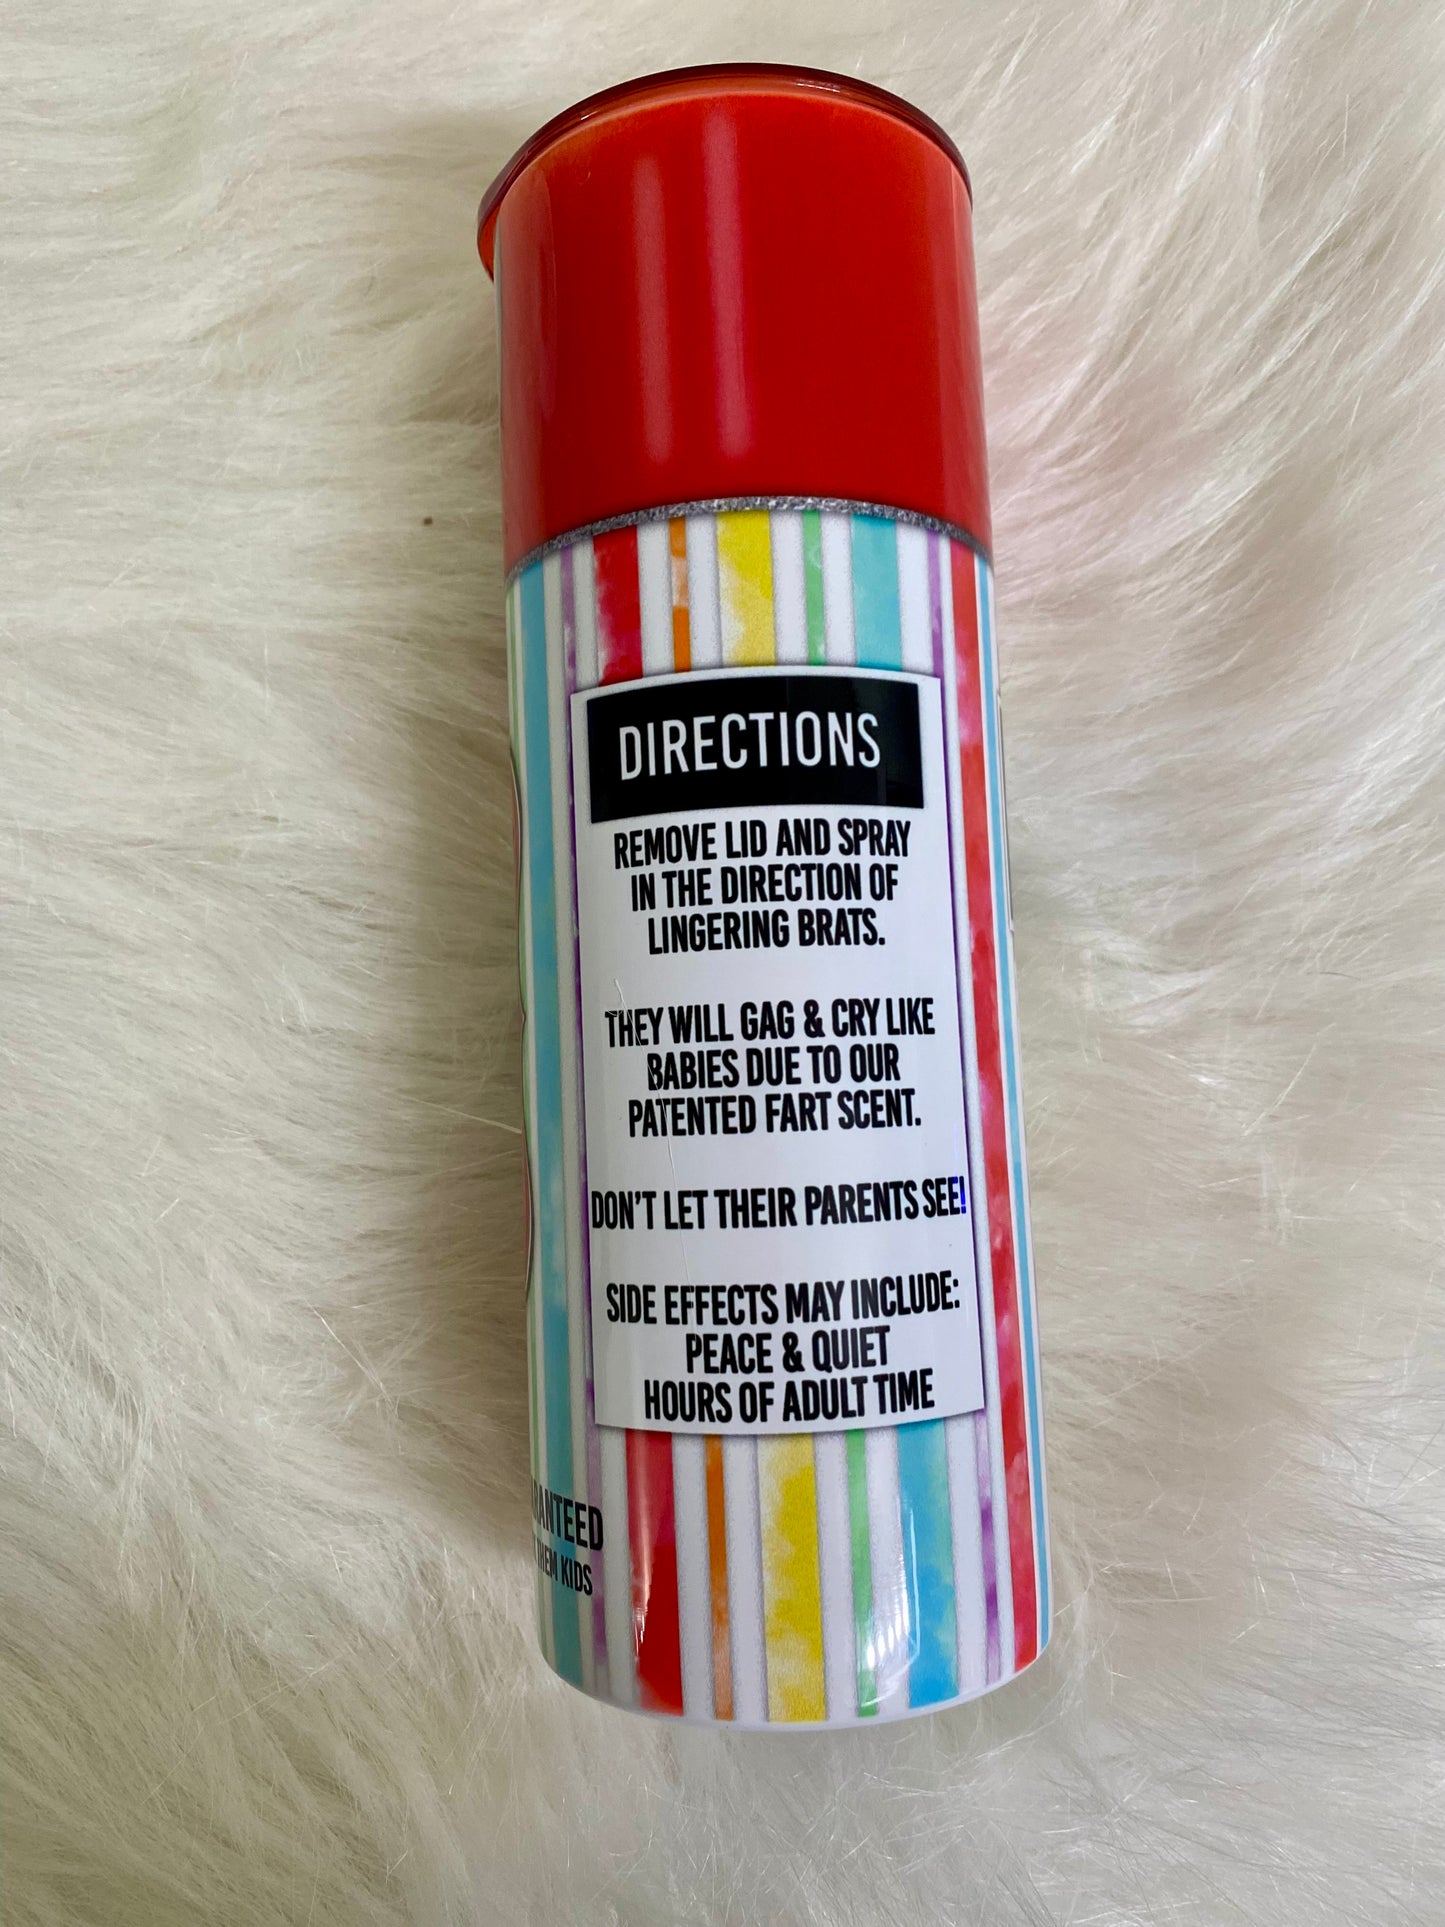 DIRECTIONS
REMOVE LID AND SPRAY
IN THE DIRECTION OF
LINGERING BRATS.
THEY WILL GAG & CRY LIKE
BABIES DUE TO OUR
PATENTED FART SCENT.
DON'T LET THEIR PARENTS SEE!
SIDE EFFECTS MAY INCLUDE:
PEACE & QUIET
HOURS OF ADULT TIME
THEM KIDS